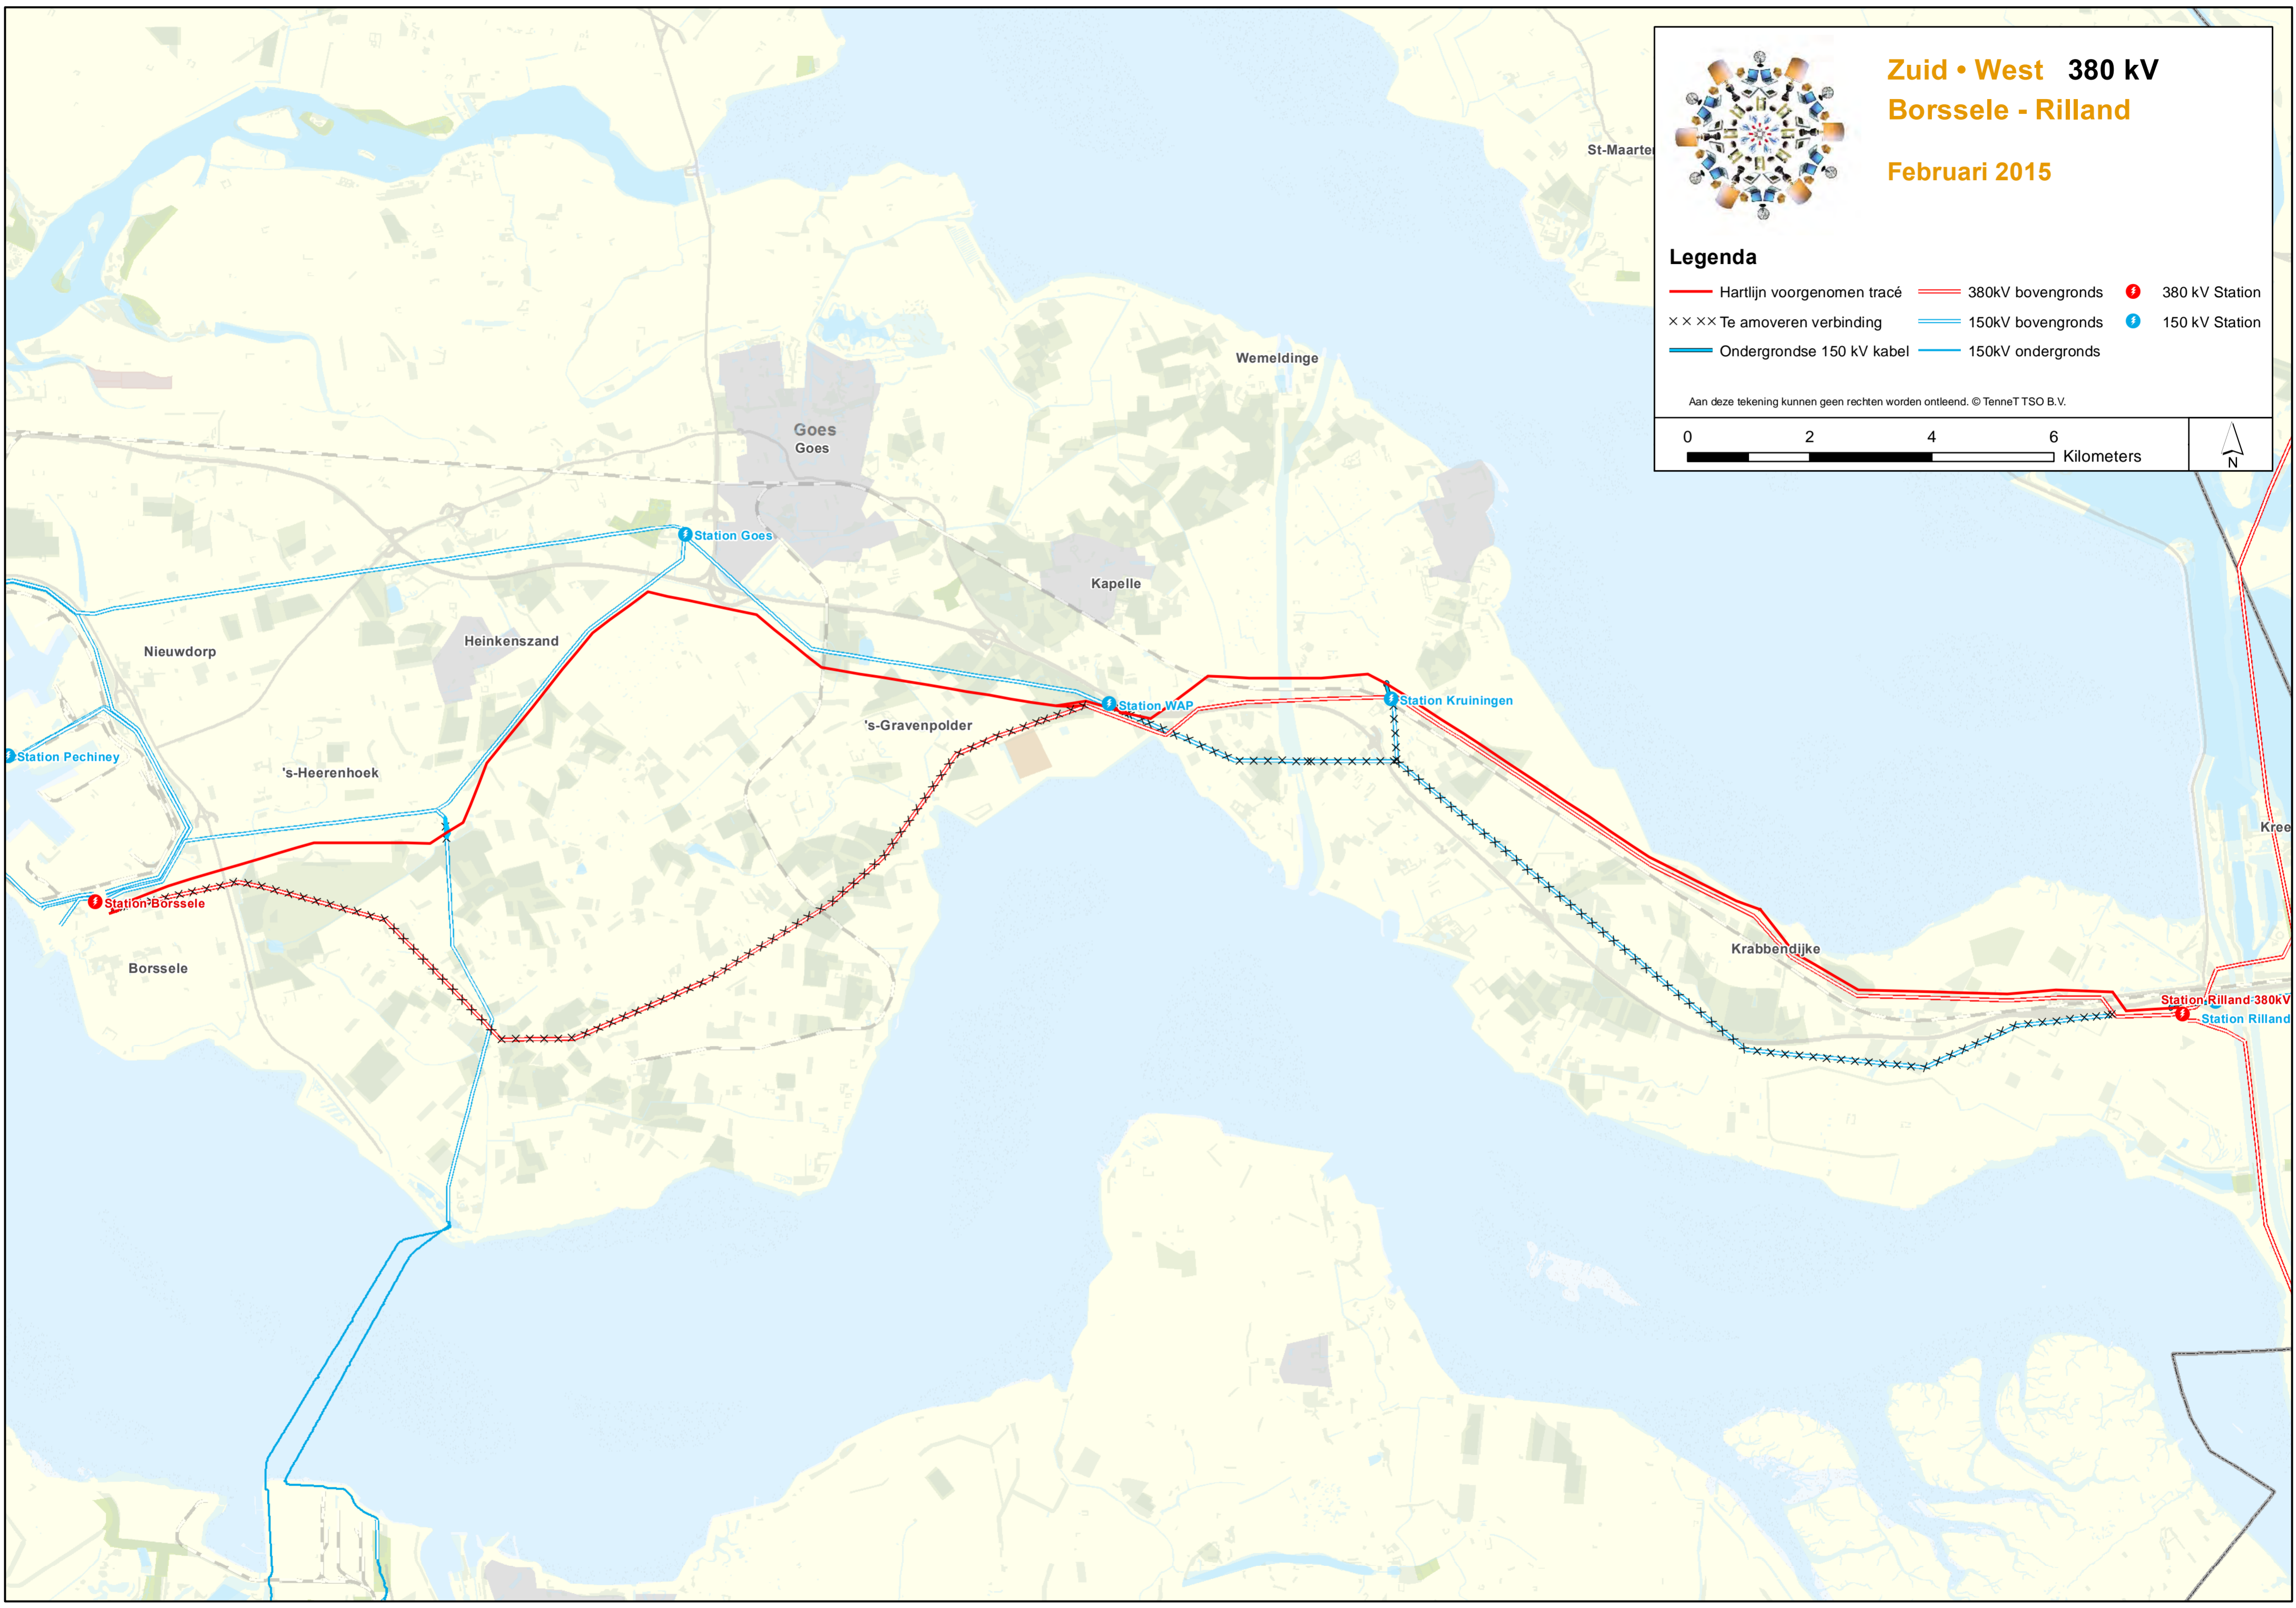 Zuid • West 380 kV
Borssele - Rilland
Februari 2015
Legenda
Hartlijn voorgenomen tracé
380kV bovengronds
380 kV Station
Te amoveren verbinding
150kV bovengronds
150 kV Station
Ondergrondse 150 kV kabel
150kV ondergronds
Aan deze tekening kunnen geen rechten worden ontleend. © TenneT TSO B.V.
0 2 4 6
Kilometers
N
St-Maarte
Wemeldinge
Goes
Goes
Station Goes
Kapelle
Heinkenszand
Nieuwdorp
Station WAP
Station Kruiningen
's-Gravenpolder
Station Pechiney
's-Heerenhoek
Kree
Station Borssele
Krabbendijke
Borssele
Station Rilland 380kV
Station Rilland